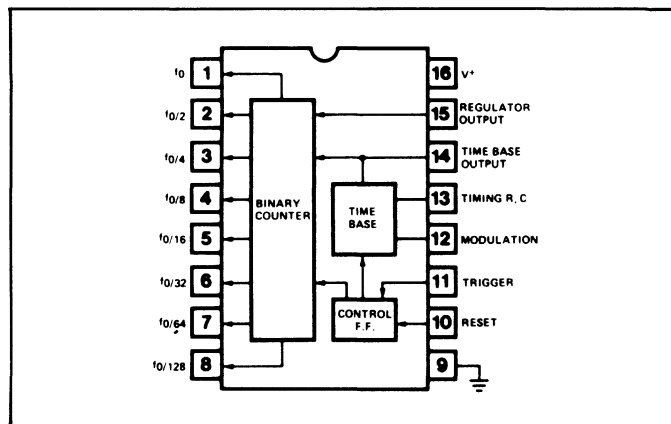 f0 1
16 V+
f0/2 2
15 REGULATOR
OUTPUT
f0/4 3
14 TIME BASE
OUTPUT
f0/8 4
BINARY
COUNTER
TIME
BASE
13 TIMING R, C
f0/16 5
12 MODULATION
f0/32 6
11 TRIGGER
f0/64 7
CONTROL
F.F.
10 RESET
f0/128 8
9